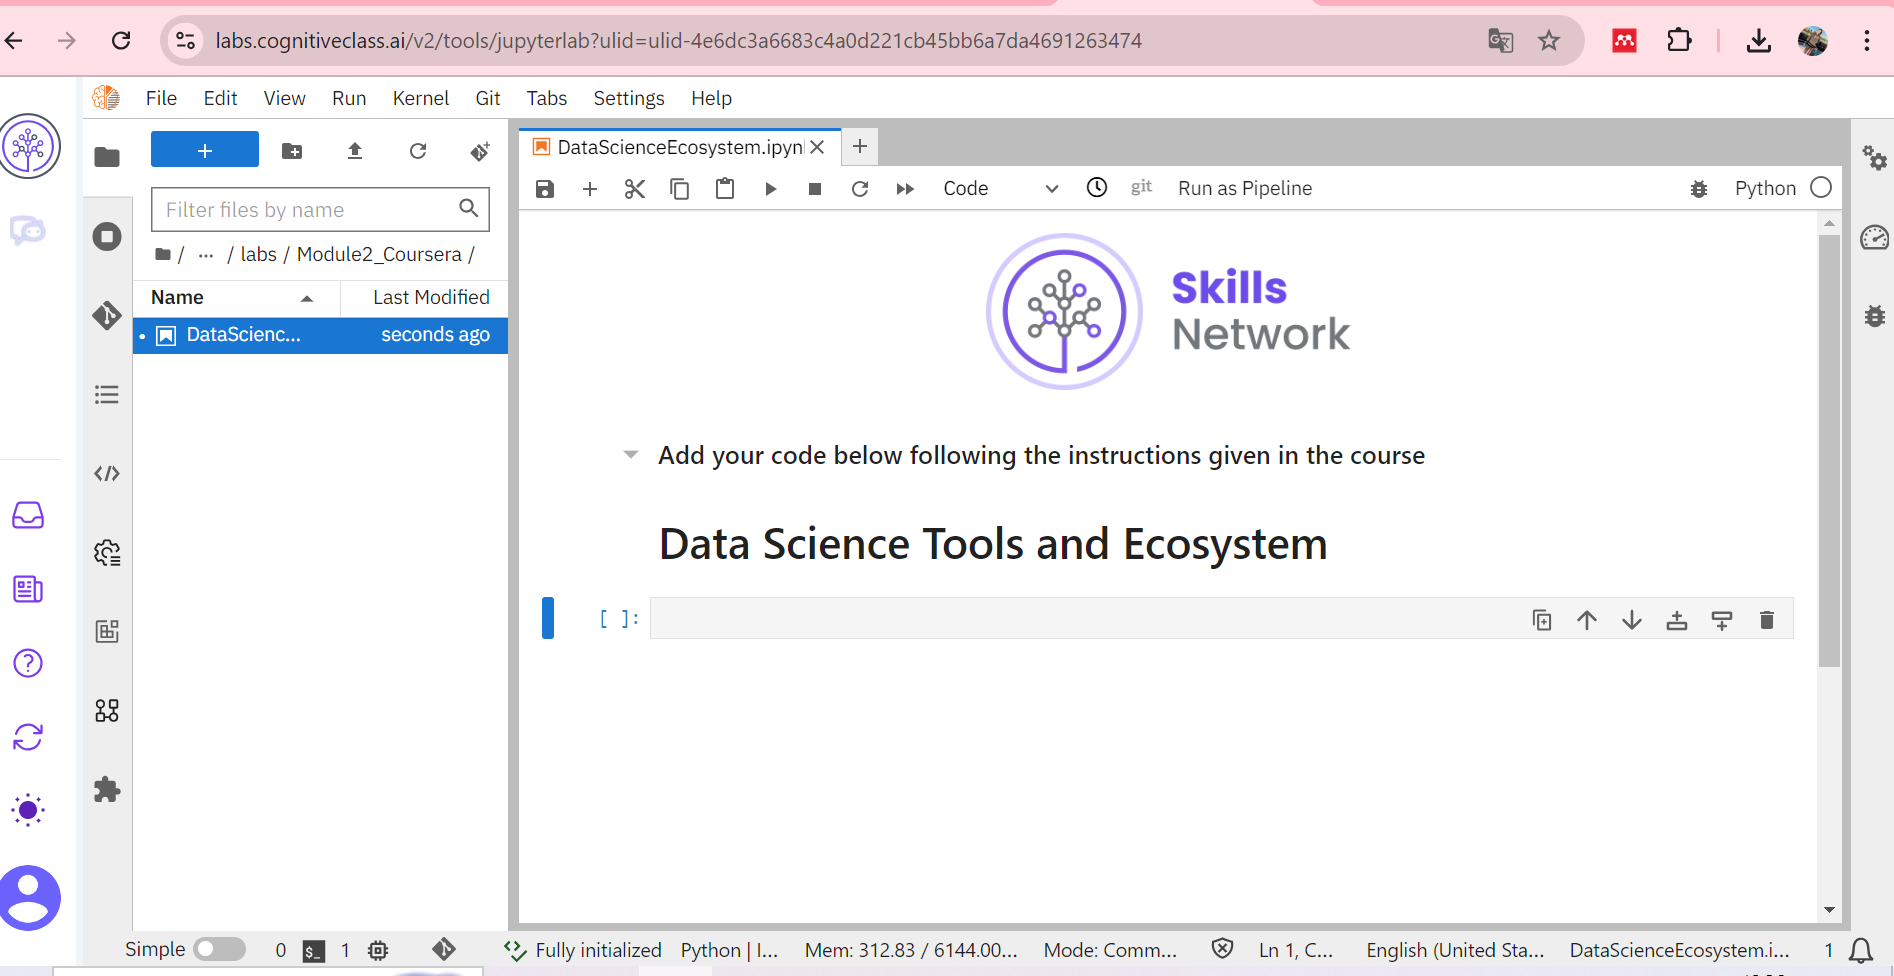 labs.cognitiveclass.ai/v2/tools/jupyterlab?ulid=ulid-4e6dc3a6683c4a0d221cb45bb6a7da4691263474
File Edit View Run Kernel Git Tabs Settings Help
DataScienceEcosystem.ipyn
Code git Run as Pipeline Python
Filter files by name
/ ... / labs / Module2_Coursera /
Name Last Modified
DataScienc... seconds ago
Skills
Network
Add your code below following the instructions given in the course
Data Science Tools and Ecosystem
[ ]:
Simple 0 $_ 1 Fully initialized Python | I... Mem: 312.83 / 6144.00... Mode: Comm... Ln 1, C... English (United Sta... DataScienceEcosystem.i... 1